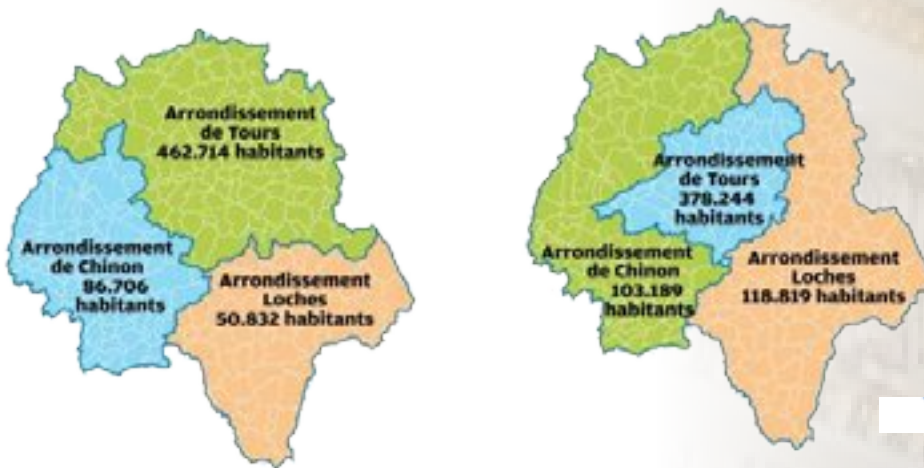 Arrondissement
de Tours
462.714 habitants
Arrondissement
de Chinon
86.706
habitants
Arrondissement
Loches
50.832 habitants
Arrondissement
de Tours
378.244
habitants
Arrondissement
de Chinon
103.189
habitants
Arrondissement
Loches
118.819 habitants